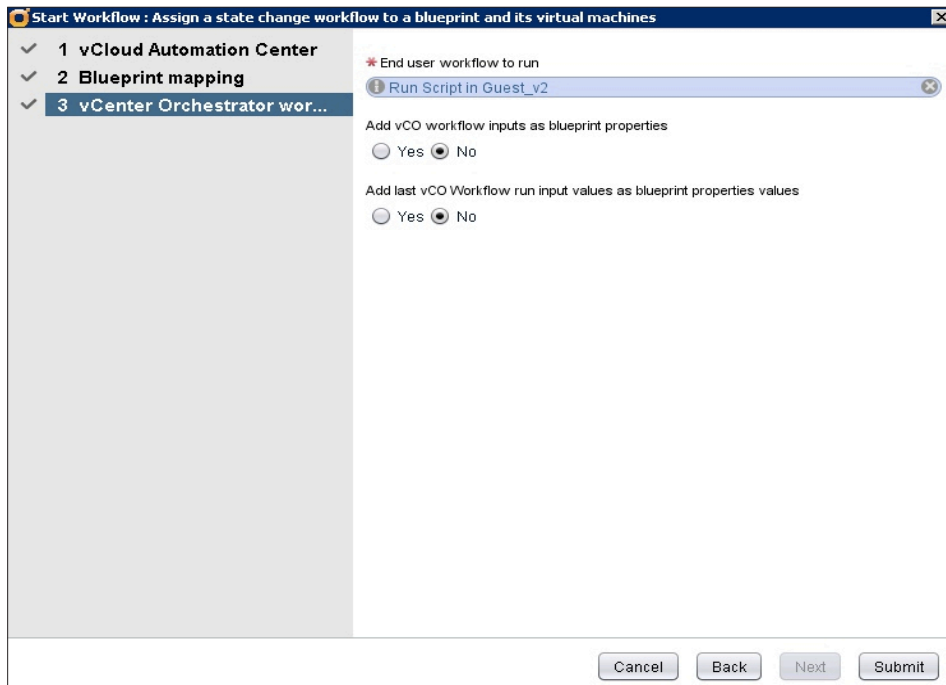 Start Workflow : Assign a state change workflow to a blueprint and its virtual machines
1 vCloud Automation Center
2 Blueprint mapping
3 vCenter Orchestrator wor...
* End user workflow to run
Run Script in Guest_v2
Add vCO workflow inputs as blueprint properties
Yes No
Add last vCO Workflow run input values as blueprint properties values
Yes No
Cancel Back Next Submit